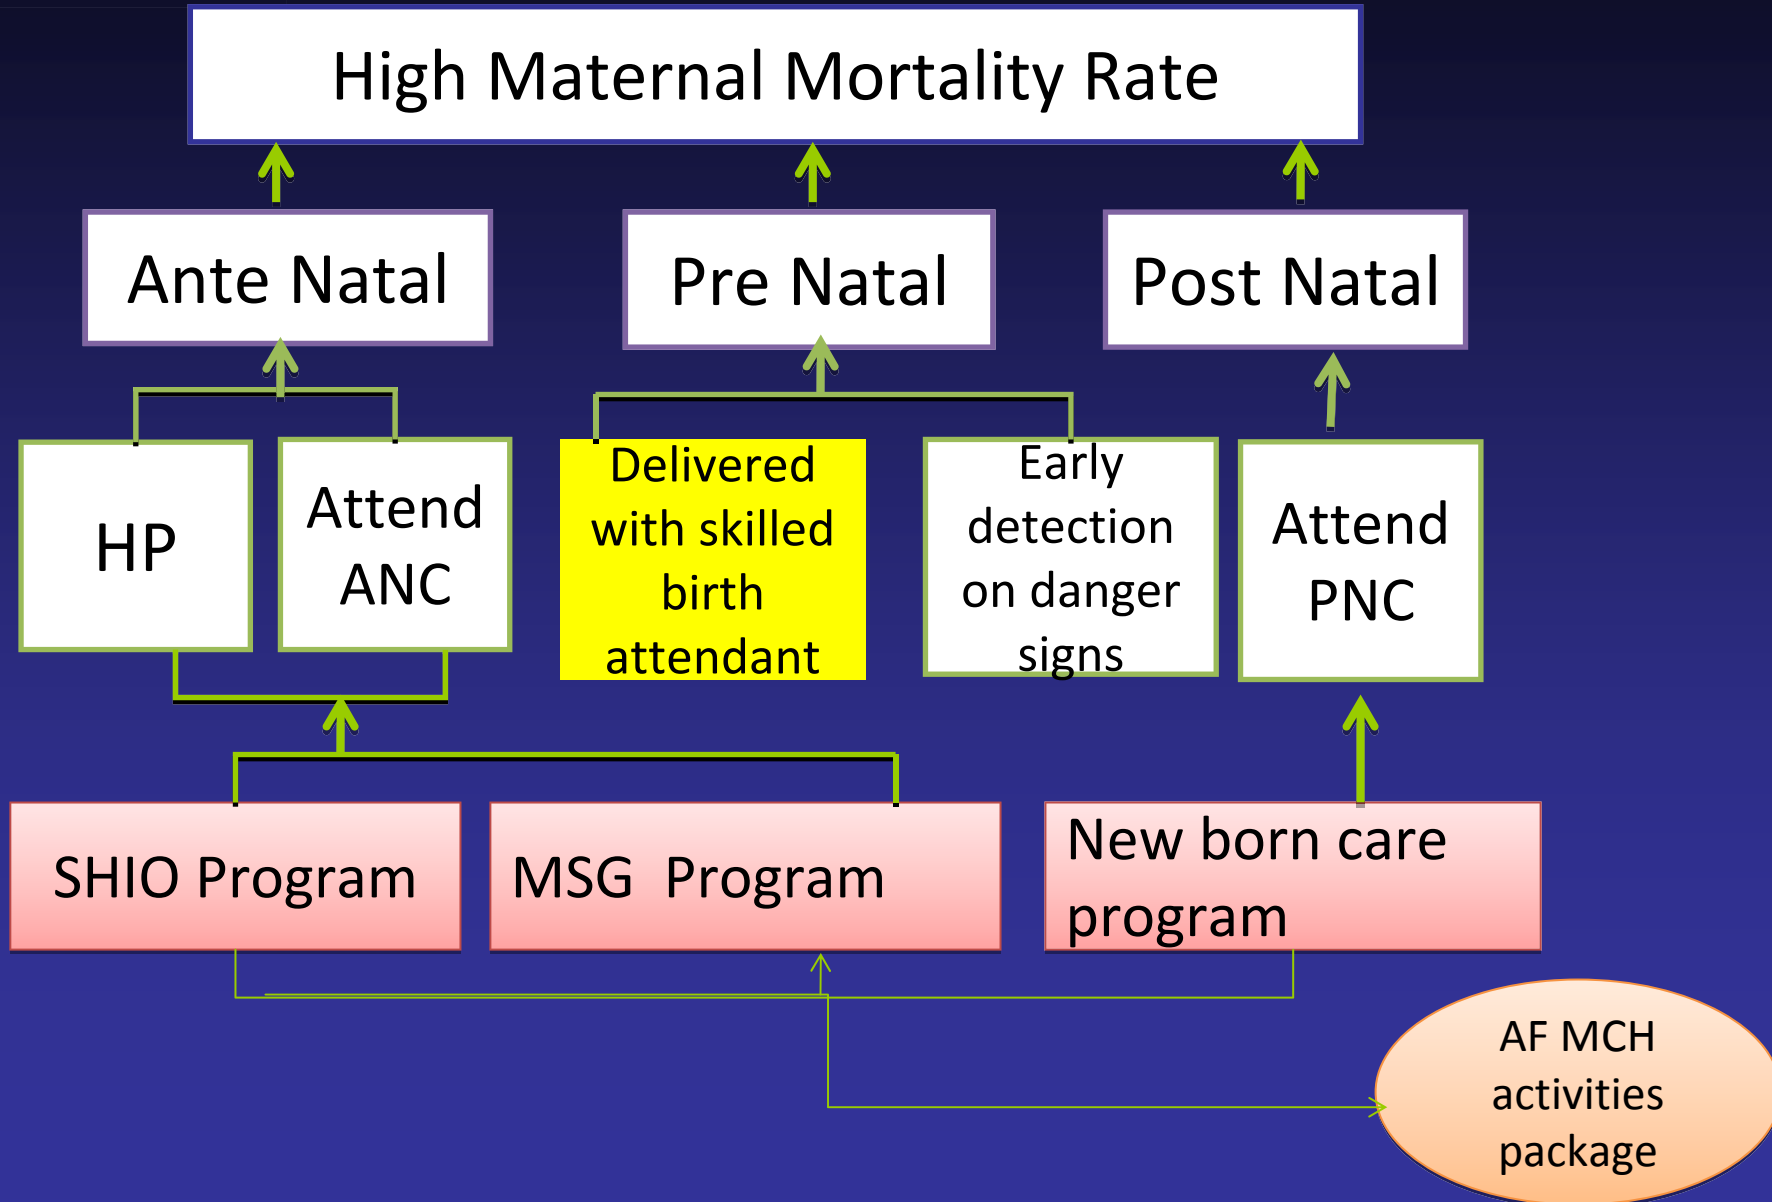 High Maternal Mortality Rate
Ante Natal
Pre Natal
Post Natal
HP
Attend
ANC
Delivered
with skilled
birth
attendant
Early
detection
on danger
signs
Attend
PNC
SHIO Program
MSG  Program
New born care
program
AF MCH
activities
package